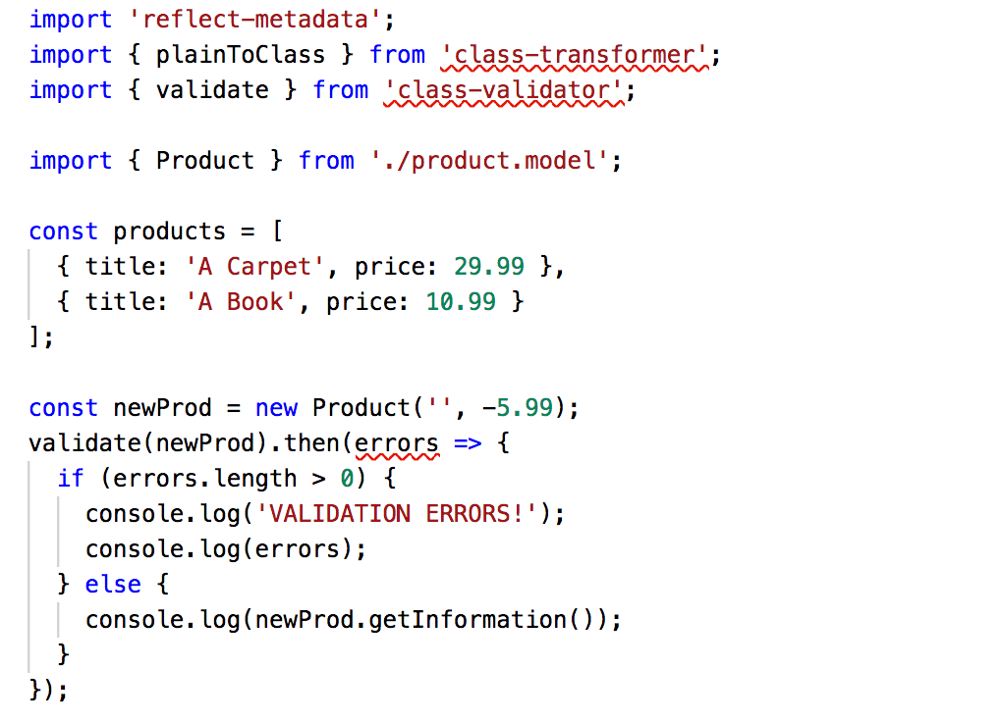 import 'reflect-metadata';
import { plainToClass } from 'class-transformer';
import { validate } from 'class-validator';
import { Product } from './product.model';
const products = [
  { title: 'A Carpet', price: 29.99 },
  { title: 'A Book', price: 10.99 }
];
const newProd = new Product('', -5.99);
validate(newProd).then(errors => {
  if (errors.length > 0) {
    console.log('VALIDATION ERRORS!');
    console.log(errors);
  } else {
    console.log(newProd.getInformation());
  }
});